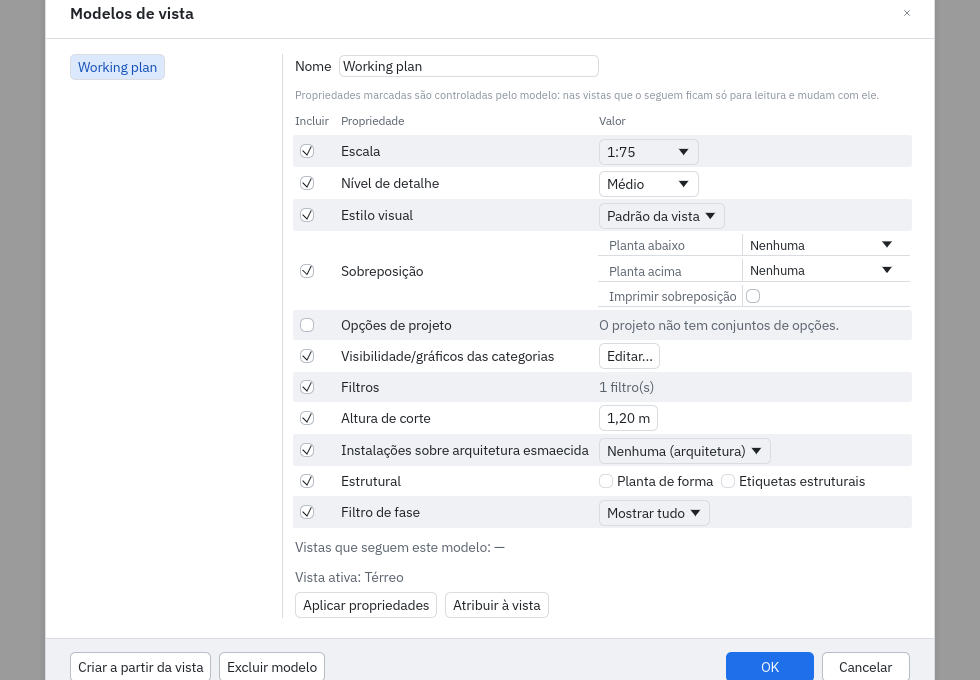 Modelos de vista ×
Working plan
Nome Working plan
Propriedades marcadas são controladas pelo modelo: nas vistas que o seguem ficam só para leitura e mudam com ele.
Incluir Propriedade Valor
Escala 1:75
Nível de detalhe Médio
Estilo visual Padrão da vista
Planta abaixo Nenhuma
Sobreposição Planta acima Nenhuma
Imprimir sobreposição
Opções de projeto O projeto não tem conjuntos de opções.
Visibilidade/gráficos das categorias Editar...
Filtros 1 filtro(s)
Altura de corte 1,20 m
Instalações sobre arquitetura esmaecida Nenhuma (arquitetura)
Estrutural Planta de forma Etiquetas estruturais
Filtro de fase Mostrar tudo
Vistas que seguem este modelo: —
Vista ativa: Térreo
Aplicar propriedades Atribuir à vista
Criar a partir da vista Excluir modelo OK Cancelar